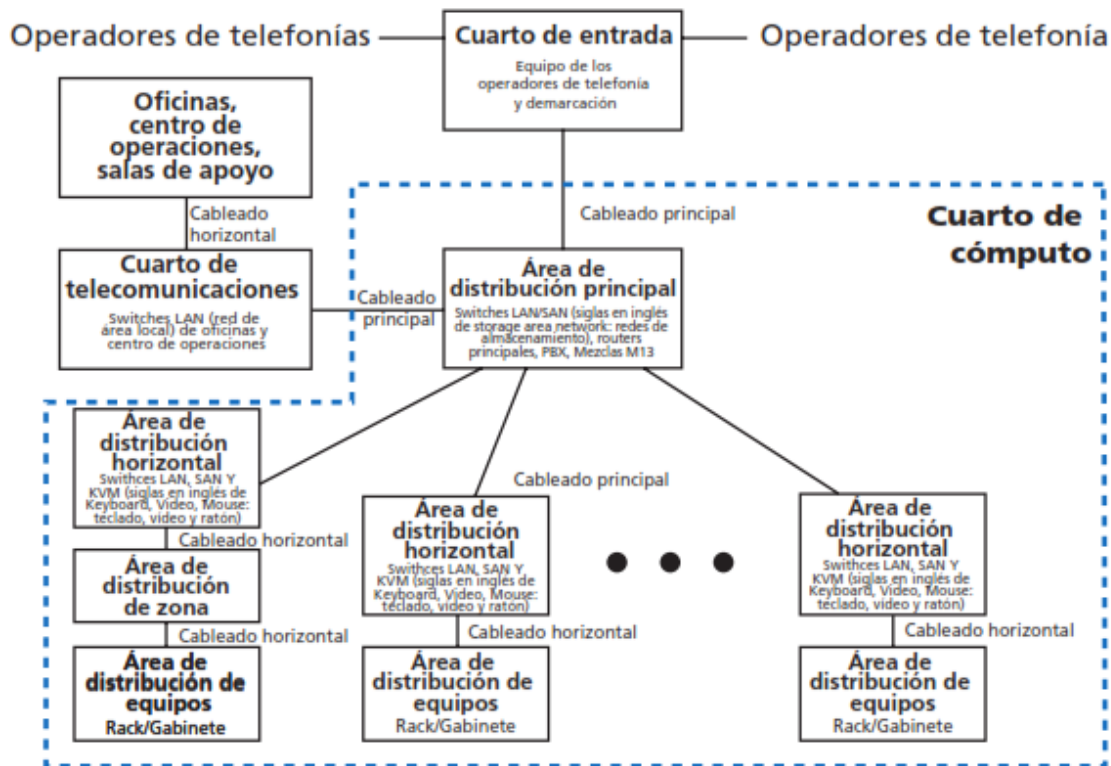 Operadores de telefonías
Cuarto de entrada
Equipo de los
operadores de telefonía
y demarcación
Operadores de telefonía
Oficinas,
centro de
operaciones,
salas de apoyo
Cableado
horizontal
Cableado principal
Cuarto de
cómputo
Cuarto de
telecomunicaciones
Switches LAN (red de
área local) de oficinas y
centro de operaciones
Cableado
principal
Área de
distribución principal
Switches LAN/SAN (siglas en inglés
de storage area network: redes de
almacenamiento), routers
principales, PBX, Mezclas M13
Área de
distribución
horizontal
Swithces LAN, SAN Y
KVM (siglas en inglés de
Keyboard, Video, Mouse:
teclado, video y ratón)
Cableado horizontal
Área de
distribución
de zona
Cableado horizontal
Área de
distribución de
equipos
Rack/Gabinete
Cableado principal
Área de
distribución
horizontal
Swithces LAN, SAN Y
KVM (siglas en inglés de
Keyboard, Video, Mouse:
teclado, video y ratón)
Cableado horizontal
Área de
distribución de
equipos
Rack/Gabinete
Área de
distribución
horizontal
Swithces LAN, SAN Y
KVM (siglas en inglés de
Keyboard, Video, Mouse:
teclado, video y ratón)
Cableado horizontal
Área de
distribución de
equipos
Rack/Gabinete